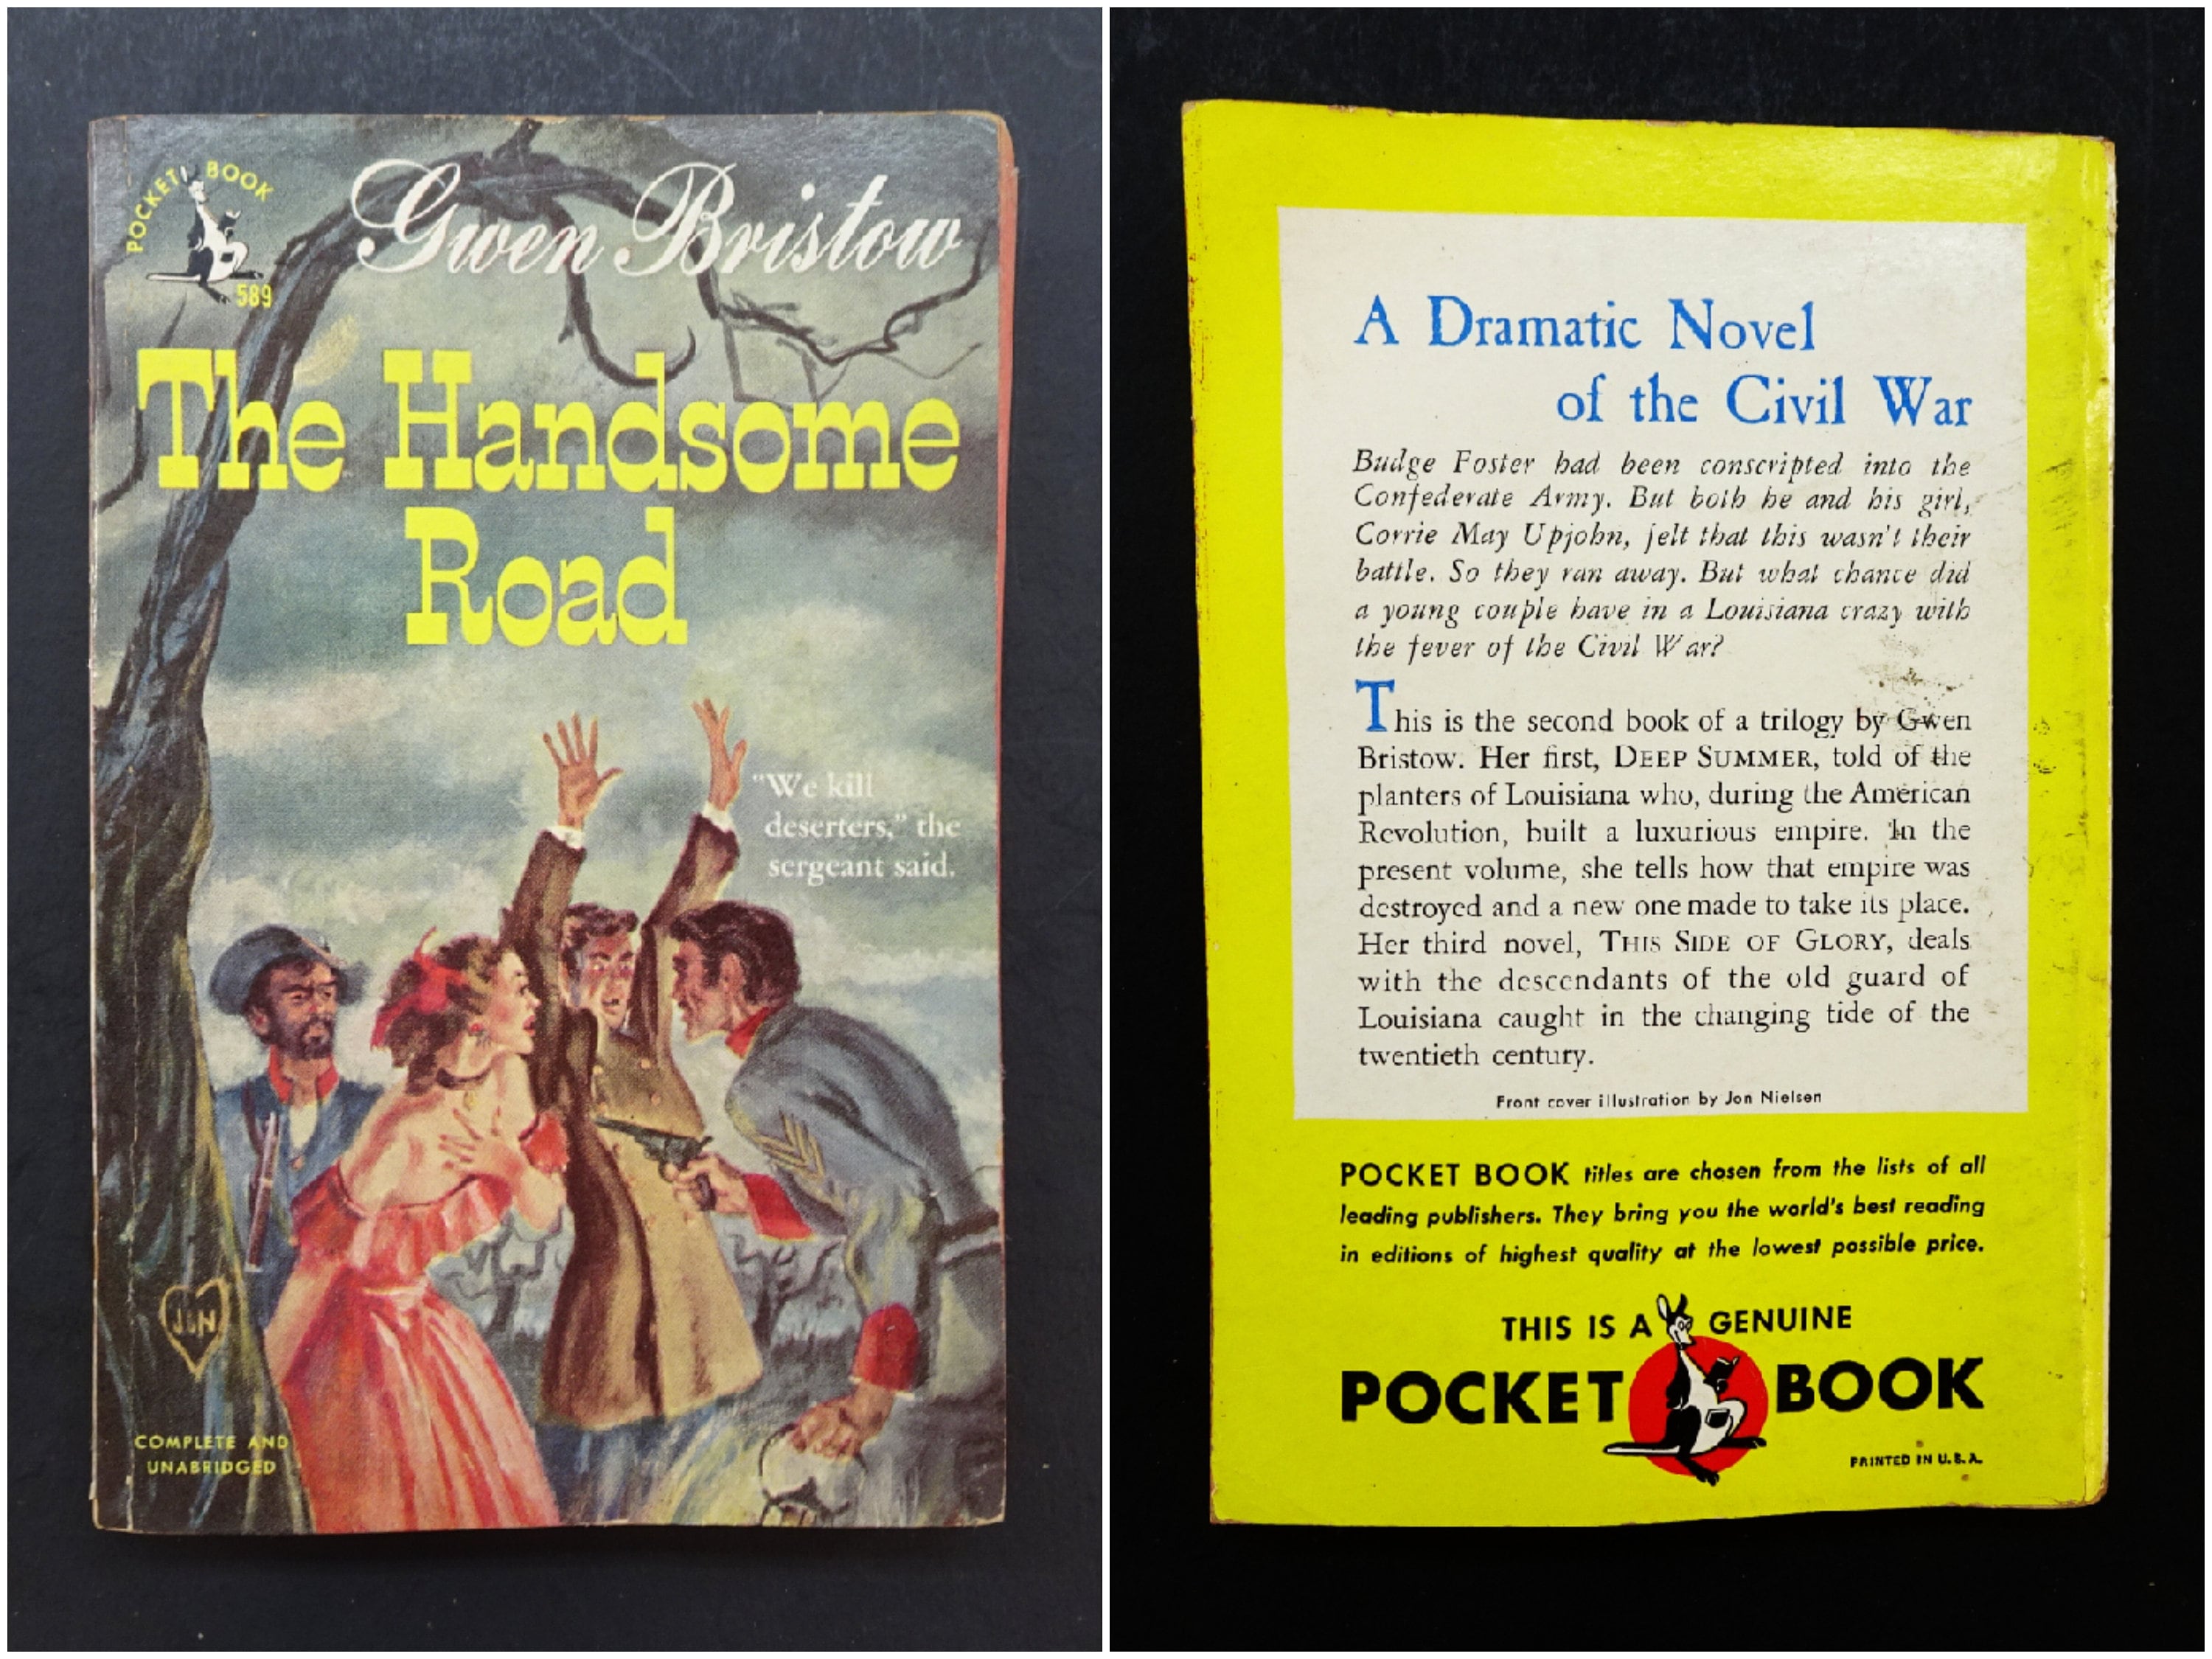 POCKET BOOK
589
Gwen Bristow
The Handsome
Road
"We kill
deserters," the
sergeant said.
COMPLETE AND
UNABRIDGED
A Dramatic Novel
of the Civil War
Budge Foster had been conscripted into the
Confederate Army. But both he and his girl,
Corrie May Upjohn, felt that this wasn't their
battle. So they ran away. But what chance did
a young couple have in a Louisiana crazy with
the fever of the Civil War?
This is the second book of a trilogy by Gwen
Bristow. Her first, DEEP SUMMER, told of the
planters of Louisiana who, during the American
Revolution, built a luxurious empire. In the
present volume, she tells how that empire was
destroyed and a new one made to take its place.
Her third novel, THIS SIDE OF GLORY, deals
with the descendants of the old guard of
Louisiana caught in the changing tide of the
twentieth century.
Front cover illustration by Jon Nielsen
POCKET BOOK titles are chosen from the lists of all
leading publishers. They bring you the world's best reading
in editions of highest quality at the lowest possible price.
THIS IS A GENUINE
POCKET BOOK
PRINTED IN U.S.A.